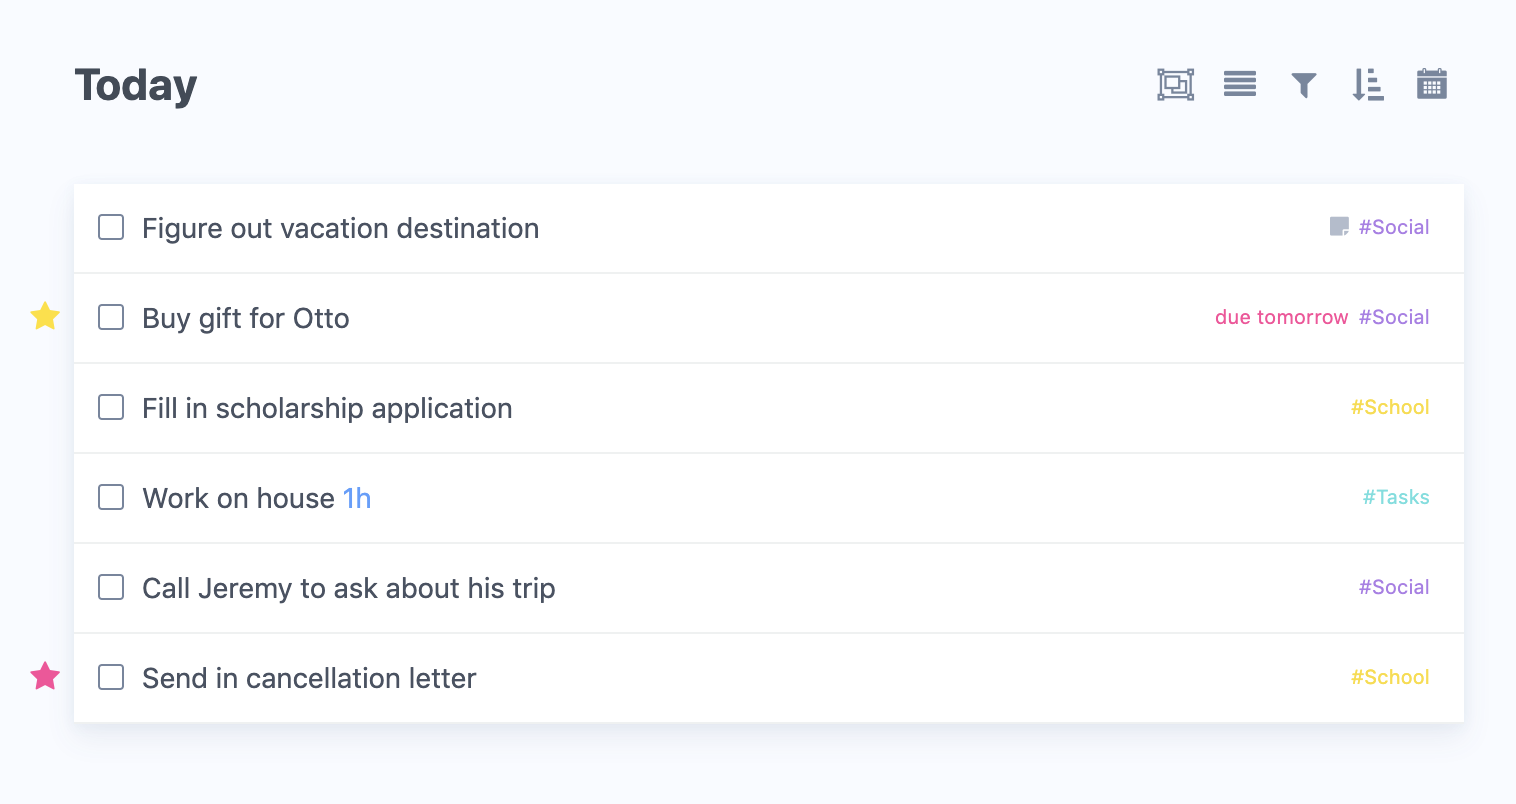 Today
Figure out vacation destination #Social
Buy gift for Otto due tomorrow #Social
Fill in scholarship application #School
Work on house 1h #Tasks
Call Jeremy to ask about his trip #Social
Send in cancellation letter #School